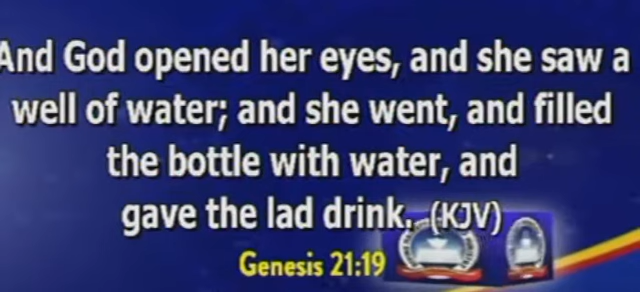 And God opened her eyes, and she saw a
well of water; and she went, and filled
the bottle with water, and
gave the lad drink. (KJV)
Genesis 21:19